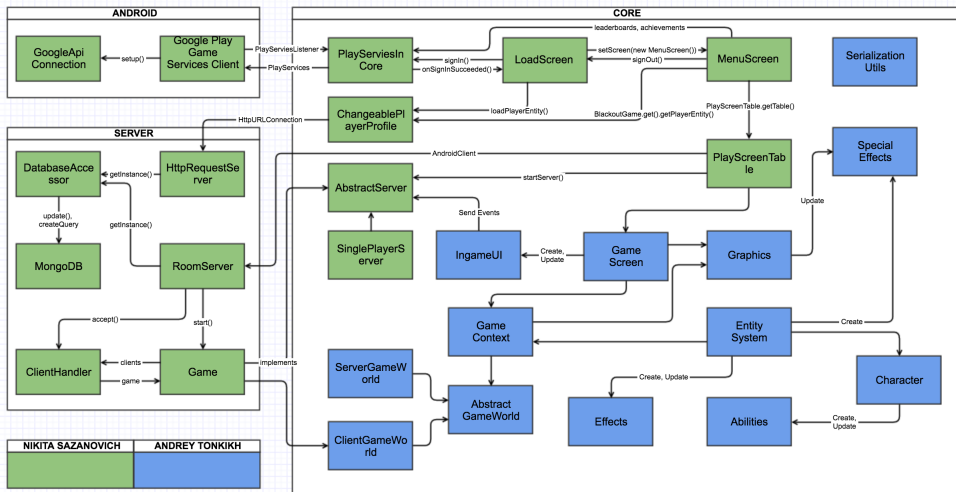 ANDROID
CORE
GoogleApi
Connection
setup()
Google Play
Game
Services Client
PlayServiesListener
PlayServices
PlayServiesIn
Core
signIn()
onSignInSucceeded()
LoadScreen
leaderboards, achievements
setScreen(new MenuScreen())
signOut()
MenuScreen
Serialization
Utils
HttpURLConnection
ChangeableP
layerProfile
loadPlayerEntity()
BlackoutGame.get().getPlayerEntity()
PlayScreenTable.getTable()
SERVER
DatabaseAcce
ssor
getInstance()
HttpRequestSe
rver
AndroidClient
PlayScreenTab
le
Special
Effects
AbstractServer
startServer()
Update
update(),
createQuery
getInstance()
Send Events
MongoDB
RoomServer
SinglePlayerS
erver
IngameUI
Create,
Update
Game
Screen
Graphics
accept()
start()
Game
Context
Entity
System
Create
ClientHandler
clients
game
Game
implements
ServerGameW
orld
Abstract
GameWorld
Create, Update
Character
Effects
Abilities
Create,
Update
ClientGameWo
rld
NIKITA SAZANOVICH
ANDREY TONKIKH